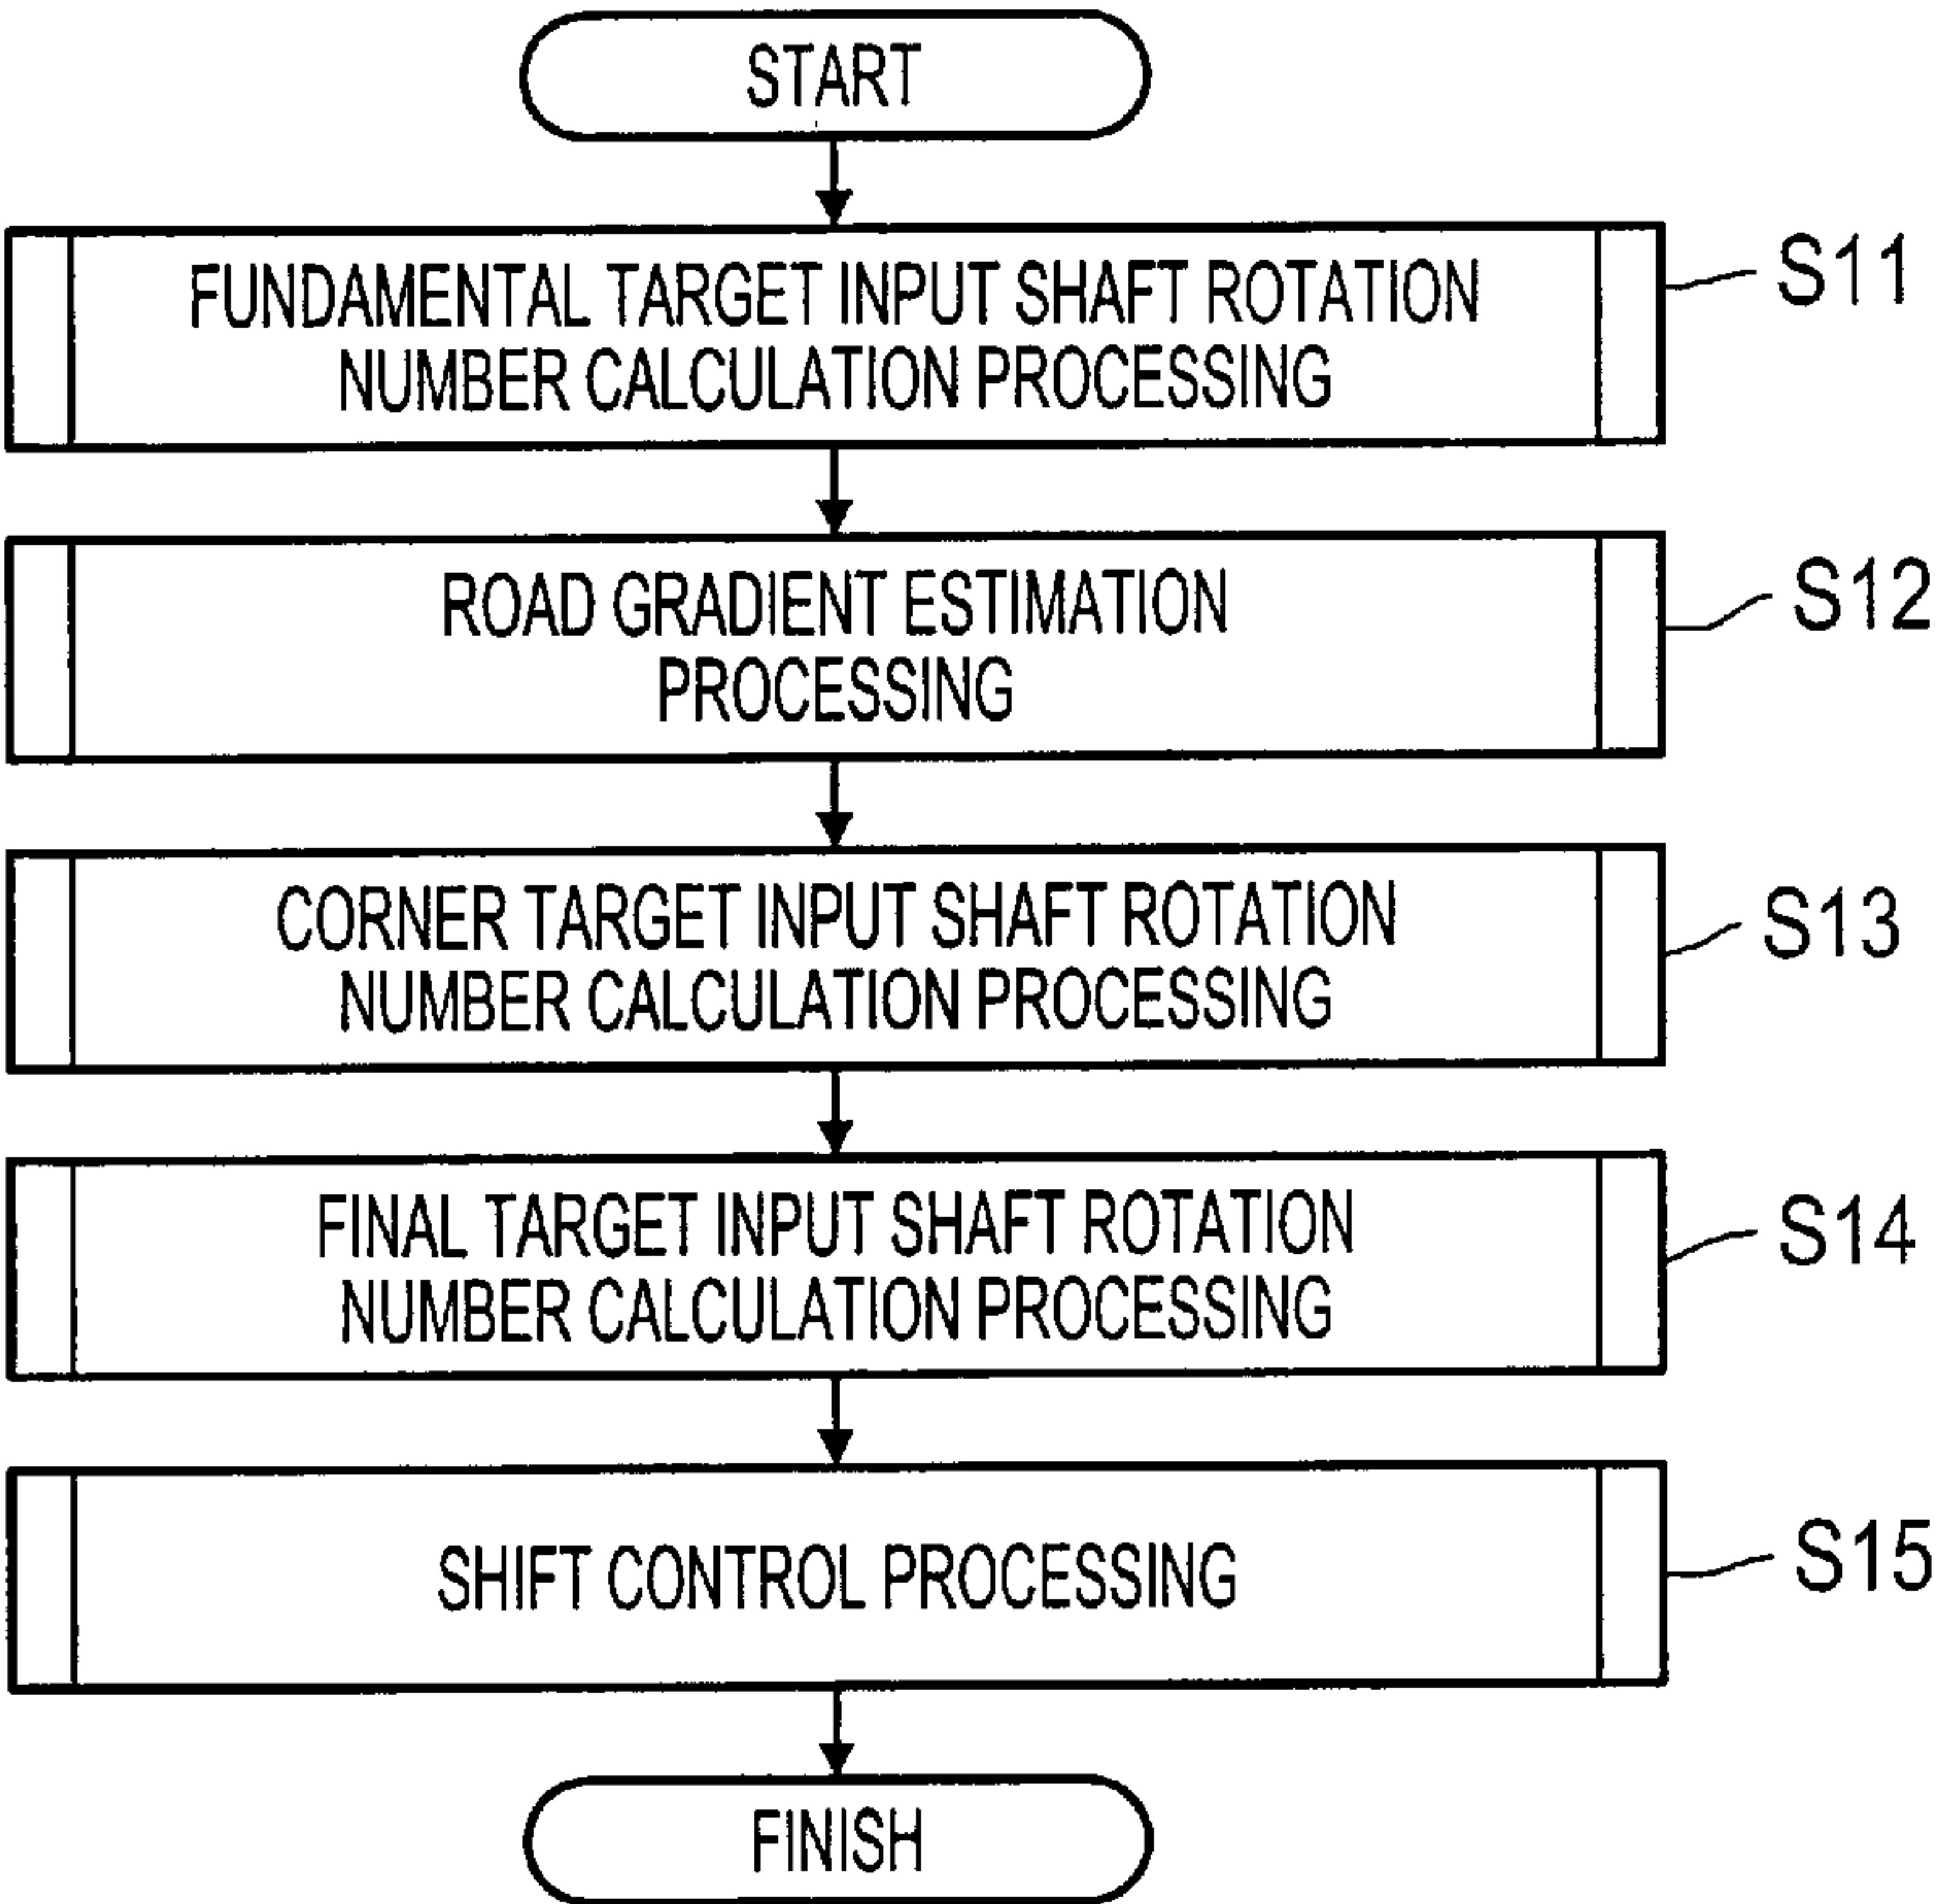 START
FUNDAMENTAL TARGET INPUT SHAFT ROTATION
NUMBER CALCULATION PROCESSING
S11
ROAD GRADIENT ESTIMATION
PROCESSING
S12
CORNER TARGET INPUT SHAFT ROTATION
NUMBER CALCULATION PROCESSING
S13
FINAL TARGET INPUT SHAFT ROTATION
NUMBER CALCULATION PROCESSING
S14
SHIFT CONTROL PROCESSING
S15
FINISH